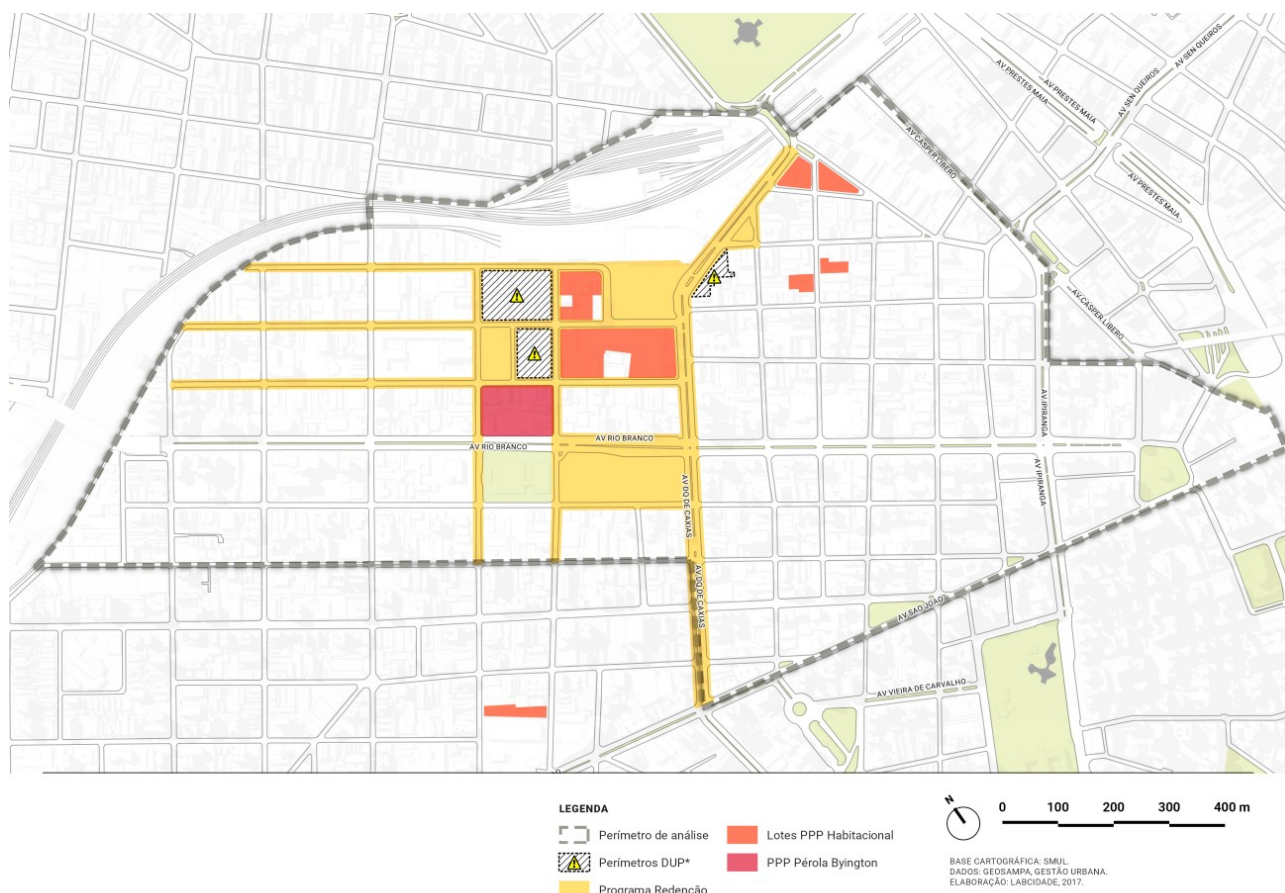 AV PRESTES MAIA
AV PRESTES MAIA
AV SEN QUEIROS
AV SEN QUEIROS
AV CÁSPER LÍBERO
AV PRESTES MAIA
AV CÁSPER LÍBERO
AV IPIRANGA
AV RIO BRANCO
AV RIO BRANCO
AV IPIRANGA
AV DQ DE CAXIAS
AV DQ DE CAXIAS
AV SAO JOÃO
AV VIEIRA DE CARVALHO
LEGENDA
Perímetro de análise
Perímetros DUP*
Programa Redenção
Lotes PPP Habitacional
PPP Pérola Byington
N
0 100 200 300 400 m
BASE CARTOGRÁFICA: SMUL.
DADOS: GEOSAMPA, GESTÃO URBANA.
ELABORAÇÃO: LABCIDADE, 2017.